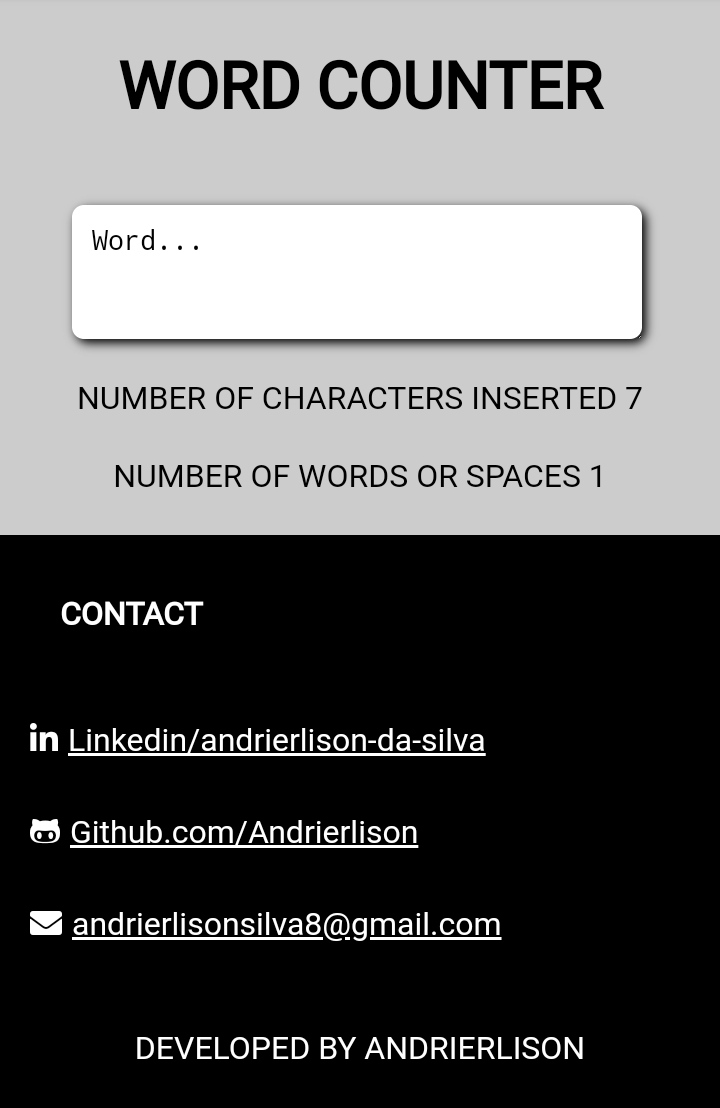 WORD COUNTER
Word...
NUMBER OF CHARACTERS INSERTED 7
NUMBER OF WORDS OR SPACES 1
CONTACT
in Linkedin/andrierlison-da-silva
Github.com/Andrierlison
andrierlisonsilva8@gmail.com
DEVELOPED BY ANDRIERLISON